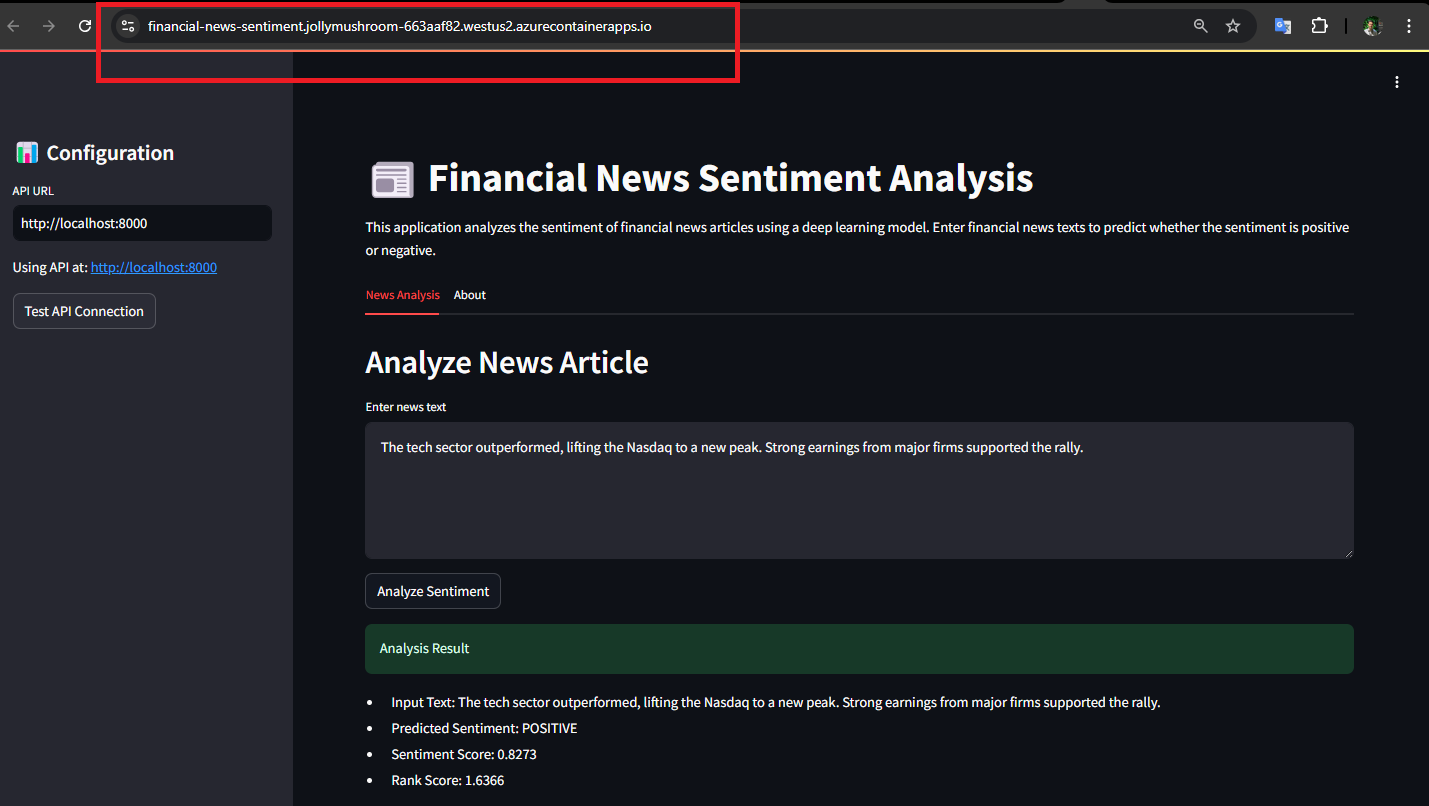 financial-news-sentiment.jollymushroom-663aaf82.westus2.azurecontainerapps.io
Configuration
API URL
http://localhost:8000
Using API at: http://localhost:8000
Test API Connection
Financial News Sentiment Analysis
This application analyzes the sentiment of financial news articles using a deep learning model. Enter financial news texts to predict whether the sentiment is positive
or negative.
News Analysis About
Analyze News Article
Enter news text
The tech sector outperformed, lifting the Nasdaq to a new peak. Strong earnings from major firms supported the rally.
Analyze Sentiment
Analysis Result
• Input Text: The tech sector outperformed, lifting the Nasdaq to a new peak. Strong earnings from major firms supported the rally.
• Predicted Sentiment: POSITIVE
• Sentiment Score: 0.8273
• Rank Score: 1.6366